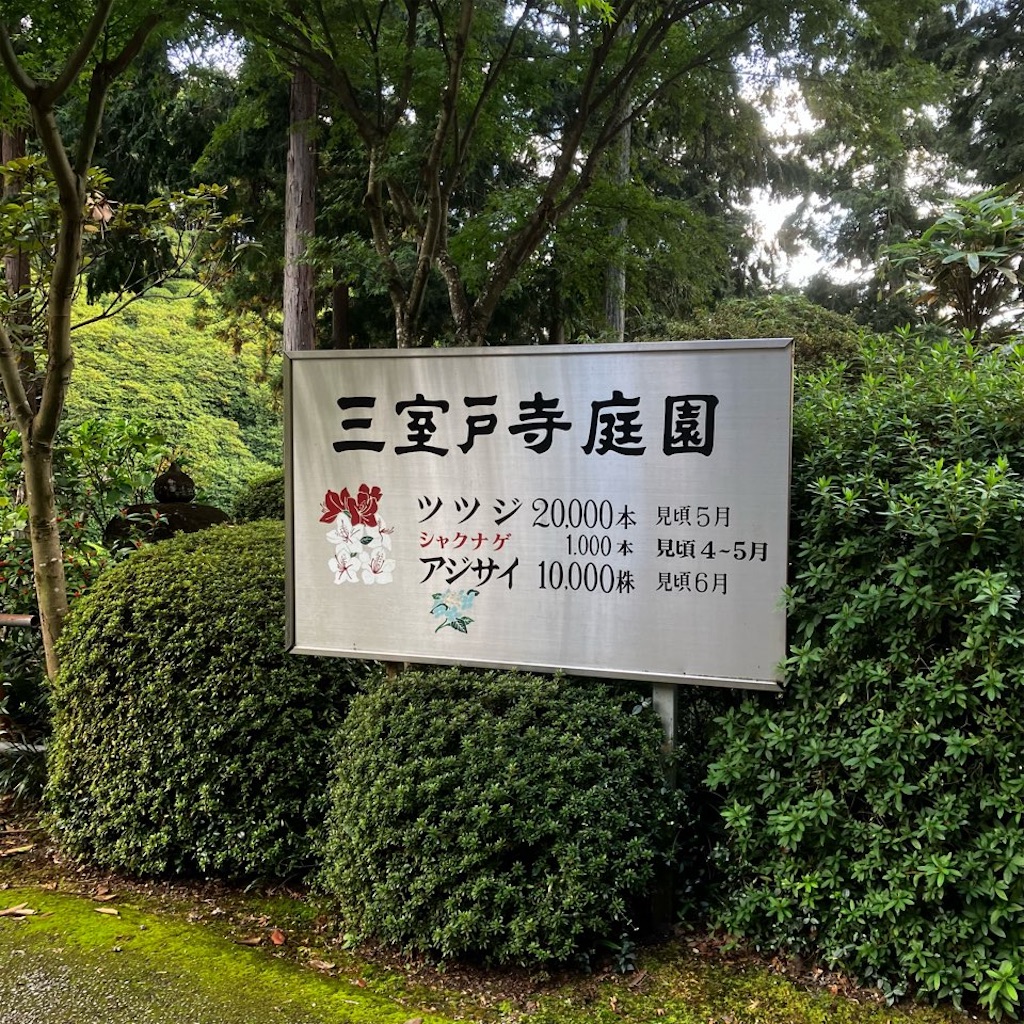 三室戸寺庭園
ツツジ 20,000本 見頃5月
シャクナゲ 1,000本 見頃4~5月
アジサイ 10,000株 見頃6月